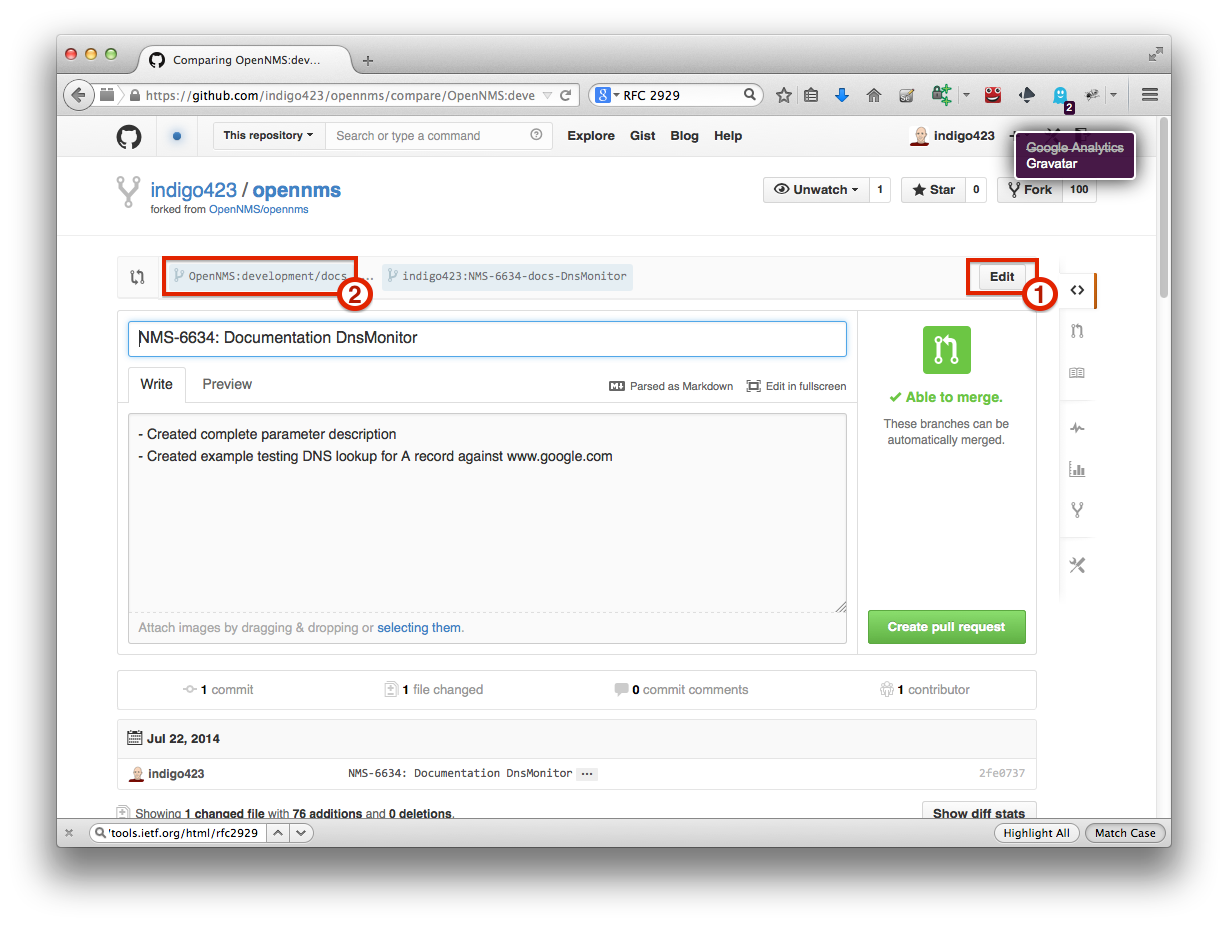 Comparing OpenNMS:dev...
https://github.com/indigo423/opennms/compare/OpenNMS:deve
RFC 2929
2
This repository
Search or type a command
Explore Gist Blog Help
indigo423
Google Analytics
Gravatar
indigo423 / opennms
forked from OpenNMS/opennms
Unwatch 1
Star 0
Fork 100
OpenNMS:development/docs ... indigo423:NMS-6634-docs-DnsMonitor
Edit
2
1
NMS-6634: Documentation DnsMonitor
Write Preview
Parsed as Markdown Edit in fullscreen
- Created complete parameter description
- Created example testing DNS lookup for A record against www.google.com
Attach images by dragging & dropping or selecting them.
Able to merge.
These branches can be
automatically merged.
Create pull request
1 commit 1 file changed 0 commit comments 1 contributor
Jul 22, 2014
indigo423 NMS-6634: Documentation DnsMonitor ... 2fe0737
Showing 1 changed file with 76 additions and 0 deletions.
Show diff stats
'tools.ietf.org/html/rfc2929
Highlight All Match Case